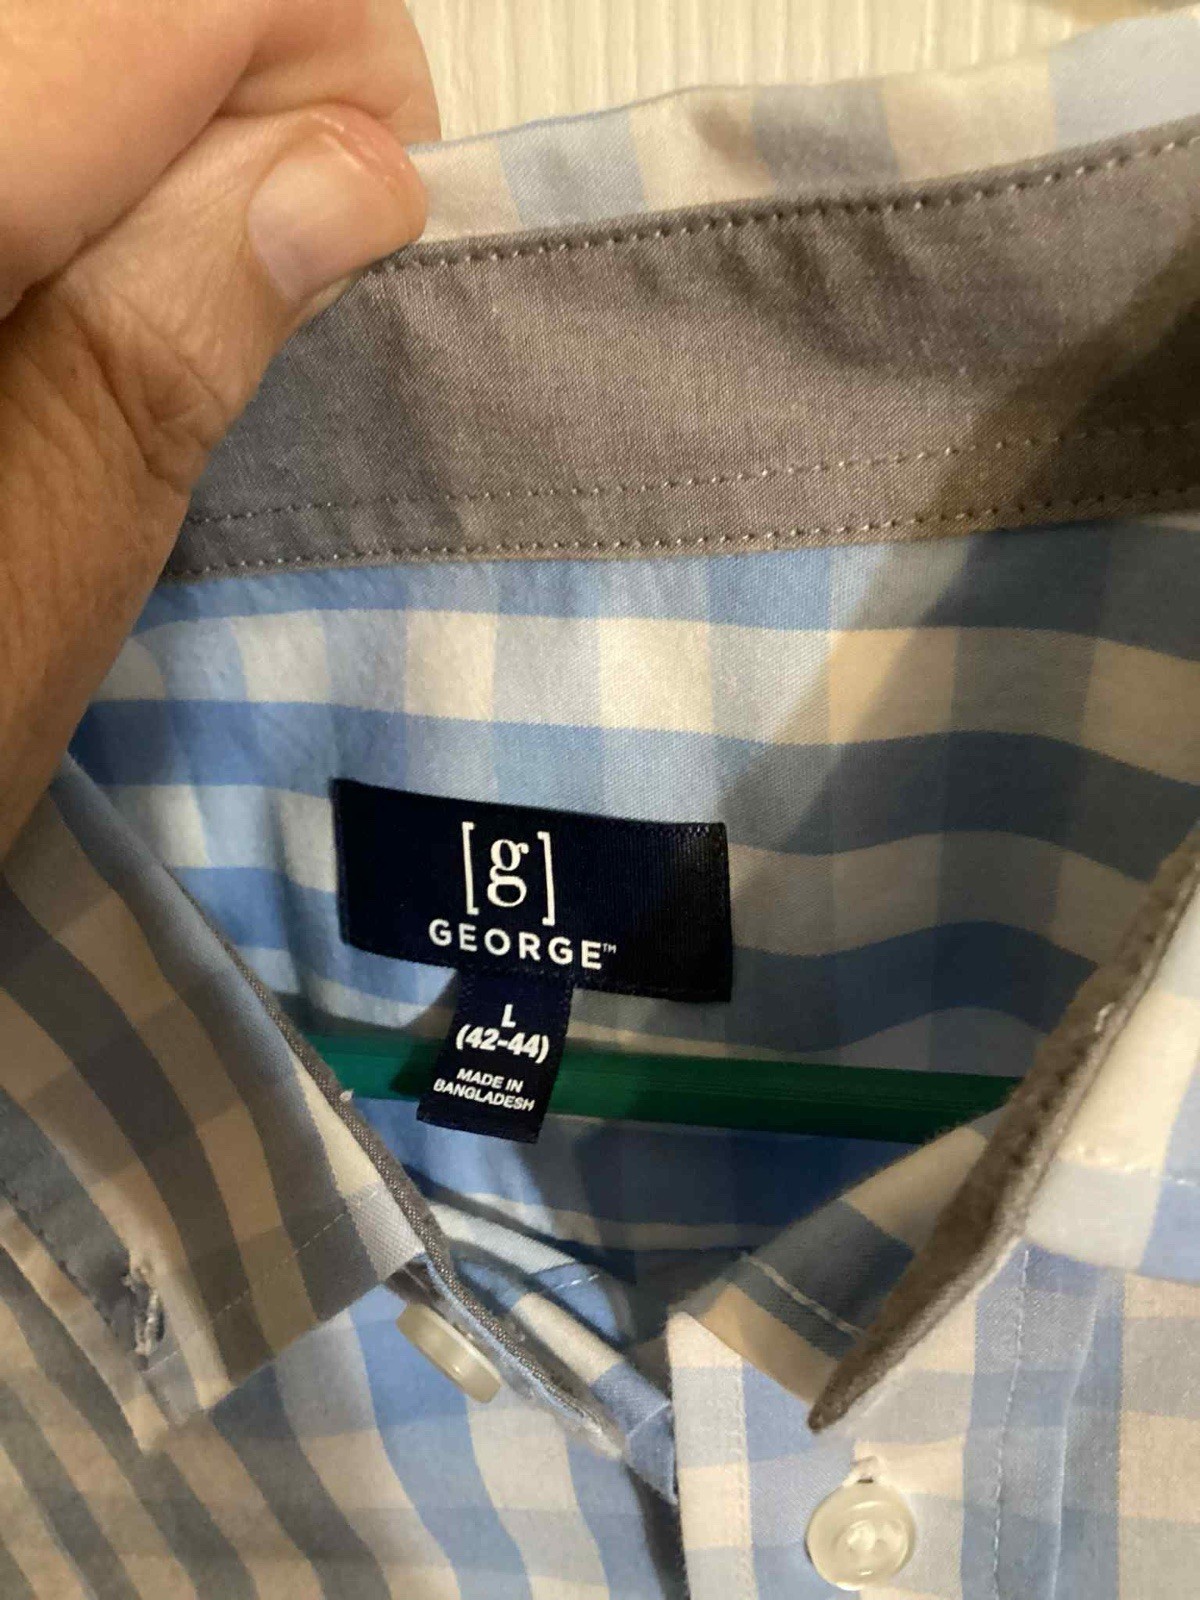 [g]
GEORGE™
L
(42-44)
MADE IN
BANGLADESH